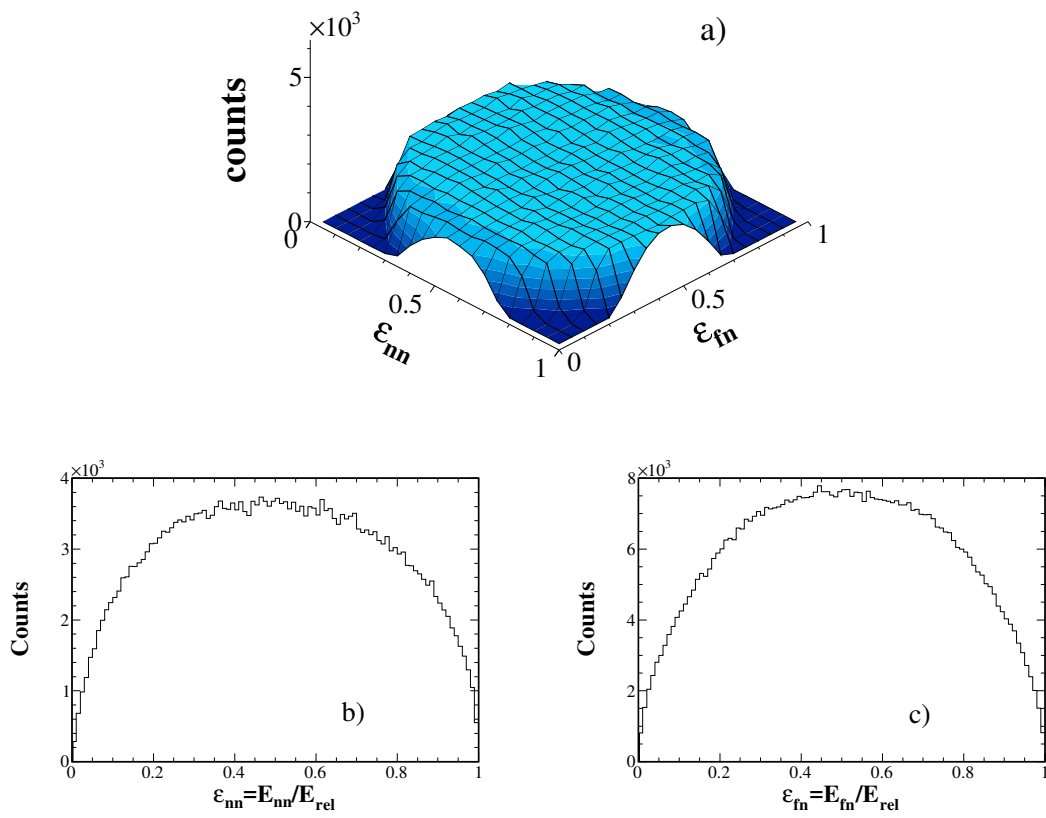 ×10³
a)
5
counts
0
0
0.5
ε_nn
1
0
0.5
ε_fn
1
×10³
4
3
2
1
0
Counts
b)
0 0.2 0.4 0.6 0.8 1
ε_nn=E_nn/E_rel
×10³
8
6
4
2
0
Counts
c)
0 0.2 0.4 0.6 0.8 1
ε_fn=E_fn/E_rel